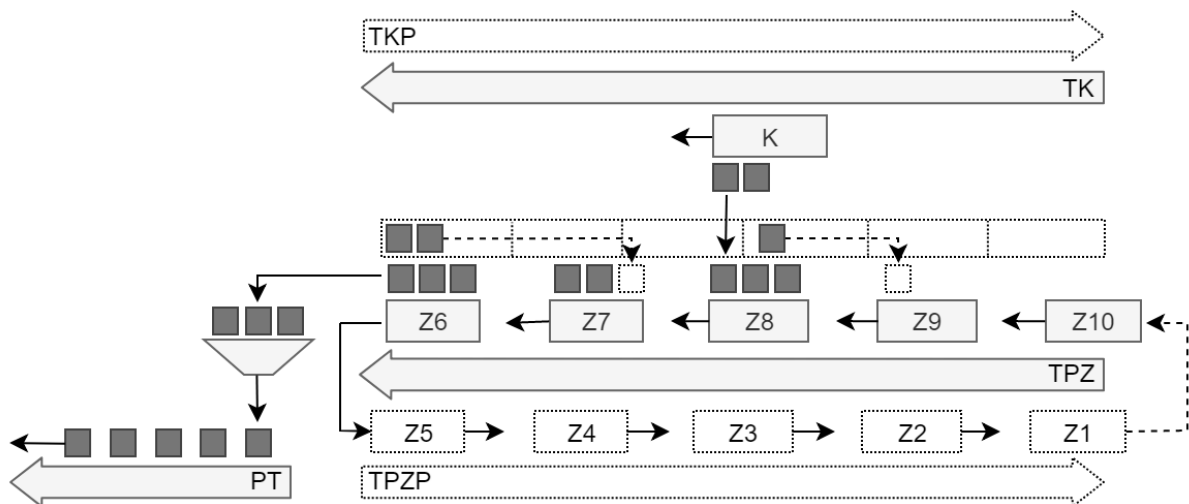 TKP
TK
K
Z6 Z7 Z8 Z9 Z10
TPZ
Z5 Z4 Z3 Z2 Z1
PT TPZP